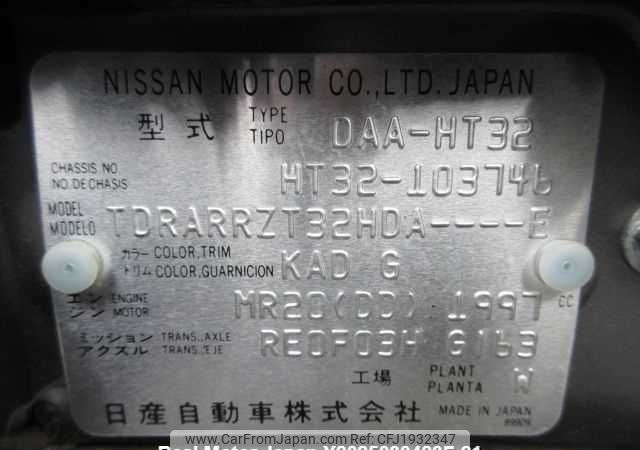 NISSAN MOTOR CO.,LTD. JAPAN
型式 TYPE TIPO DAA-HT32
CHASSIS NO. NO. DE CHASIS HT32-103746
MODEL MODELO TDRARRZT32HDA----E
カラー COLOR,TRIM
トリム COLOR,GUARNICION KAD G
エンジン ENGINE MOTOR MR20(DD) 1997 CC
ミッション TRANS.,AXLE
アクスル TRANS.,EJE RE0F03H G163
工場 PLANT PLANTA W
日産自動車株式会社 MADE IN JAPAN
www.CarFromJapan.com - CFJ1932347
Deal Motor Japan